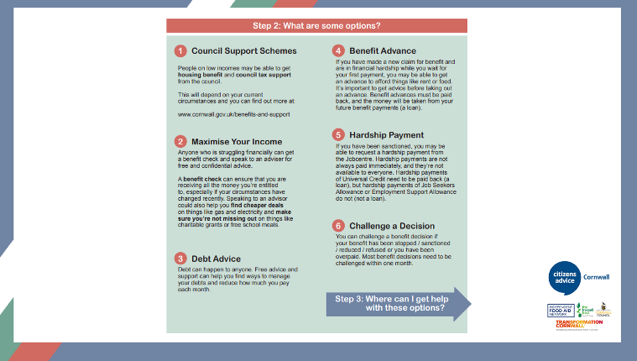 Step 2: What are some options?
1 Council Support Schemes
People on low incomes may be able to get
housing benefit and council tax support
from the council.
This will depend on your current
circumstances and you can find out more at:
www.cornwall.gov.uk/benefits-and-support
2 Maximise Your Income
Anyone who is struggling financially can get
a benefit check and speak to an adviser for
free and confidential advice.
A benefit check can ensure that you are
receiving all the money you're entitled
to, especially if your circumstances have
changed recently. Speaking to an advisor
could also help you find cheaper deals
on things like gas and electricity and make
sure you're not missing out on things like
charitable grants or free school meals.
3 Debt Advice
Debt can happen to anyone. Free advice and
support can help you find ways to manage
your debts and reduce how much you pay
each month.
4 Benefit Advance
If you have made a new claim for benefit and
are in financial hardship while you wait for
your first payment, you may be able to get
an advance to afford things like rent or food.
It's important to get advice before taking out
an advance. Benefit advances must be paid
back, and the money will be taken from your
future benefit payments (a loan).
5 Hardship Payment
If you have been sanctioned, you may be
able to request a hardship payment from
the Jobcentre. Hardship payments are not
always paid immediately, and they're not
available to everyone. Hardship payments
of Universal Credit need to be paid back (a
loan), but hardship payments of Job Seekers
Allowance or Employment Support Allowance
do not (not a loan).
6 Challenge a Decision
You can challenge a benefit decision if
your benefit has been stopped / sanctioned
/ reduced / refused or you have been
overpaid. Most benefit decisions need to be
challenged within one month.
Step 3: Where can I get help
with these options?
citizens
advice
Cornwall
INDEPENDENT
FOOD AID
NETWORK
TRANSFORMATION
CORNWALL